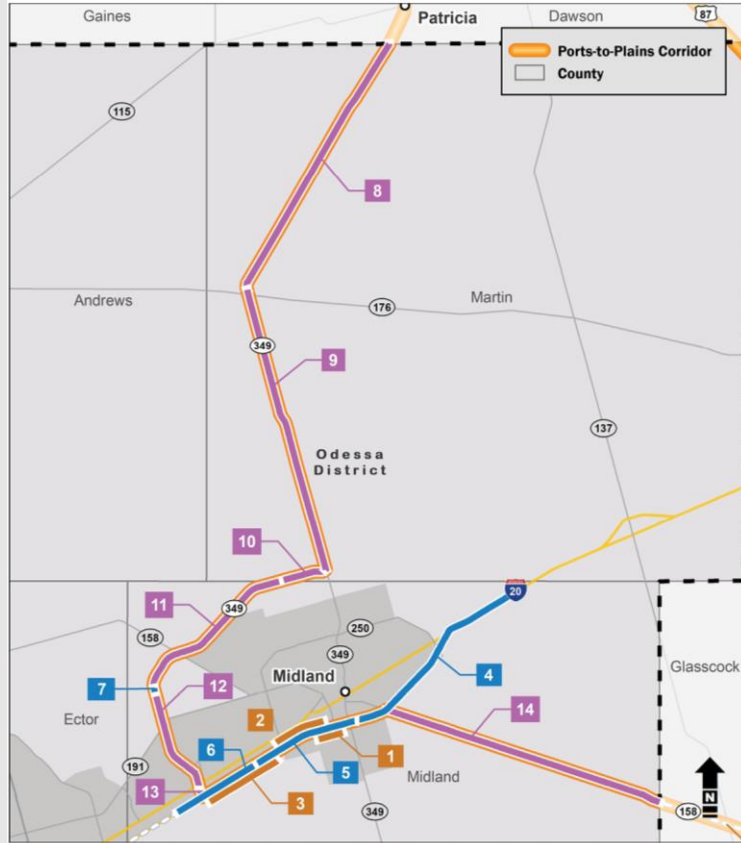 Gaines
Patricia
Dawson
87
Ports-to-Plains Corridor
County
115
8
Andrews
176
Martin
349
9
137
Odessa
District
10
11
349
158
250
20
349
Midland
4
Glasscock
7
12
Ector
2
14
191
6
5
1
Midland
13
3
349
158
N